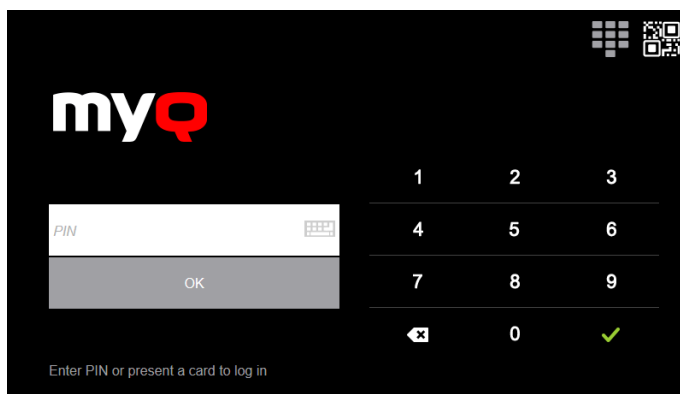 myQ
1 2 3
PIN
4 5 6
OK
7 8 9
0
Enter PIN or present a card to log in